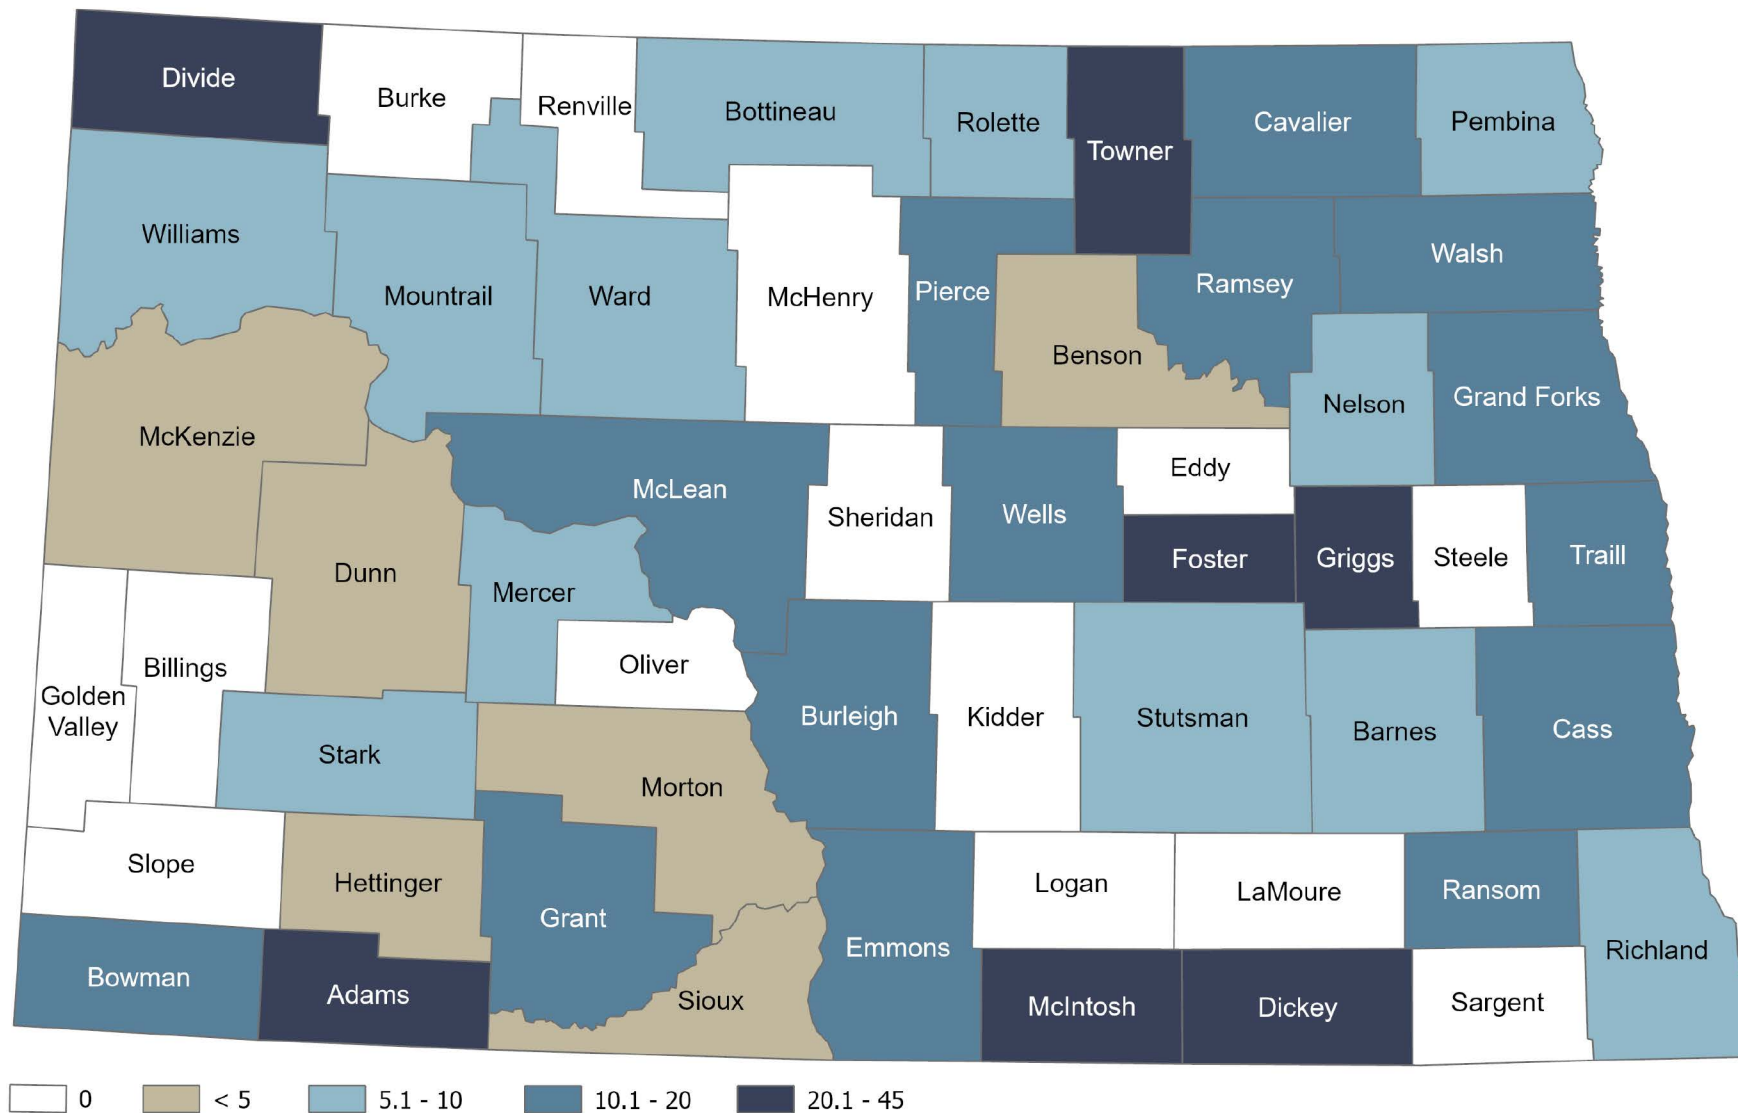 Divide
Burke
Renville
Bottineau
Rolette
Towner
Cavalier
Pembina
Williams
Mountrail
Ward
McHenry
Pierce
Benson
Ramsey
Walsh
Nelson
Grand Forks
McKenzie
Dunn
McLean
Mercer
Sheridan
Wells
Eddy
Foster
Griggs
Steele
Traill
Golden
Valley
Billings
Oliver
Stark
Burleigh
Kidder
Stutsman
Barnes
Cass
Morton
Slope
Hettinger
Grant
Emmons
Logan
LaMoure
Ransom
Richland
Bowman
Adams
Sioux
McIntosh
Dickey
Sargent
0
< 5
5.1 - 10
10.1 - 20
20.1 - 45